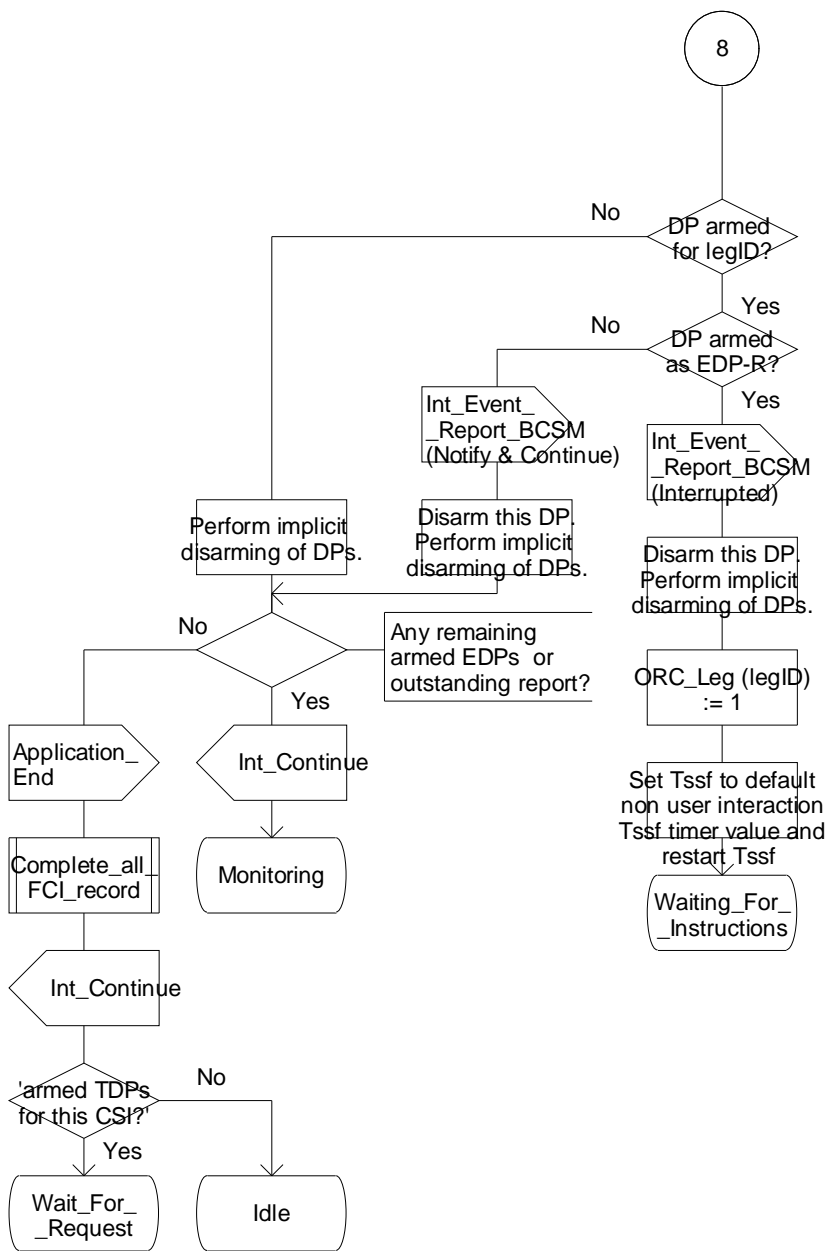 8
No
DP armed
for legID?
Yes
No
DP armed
as EDP-R?
Yes
Int_Event_
_Report_BCSM
(Notify & Continue)
Int_Event_
_Report_BCSM
(Interrupted)
Perform implicit
disarming of DPs.
Disarm this DP.
Perform implicit
disarming of DPs.
Disarm this DP.
Perform implicit
disarming of DPs.
No
Any remaining
armed EDPs or
outstanding report?
Yes
ORC_Leg (legID)
:= 1
Application_
End
Int_Continue
Set Tssf to default
non user interaction
Tssf timer value and
restart Tssf
Complete_all_
FCI_record
Monitoring
Waiting_For_
_Instructions
Int_Continue
'armed TDPs
for this CSI?'
No
Yes
Wait_For_
_Request
Idle